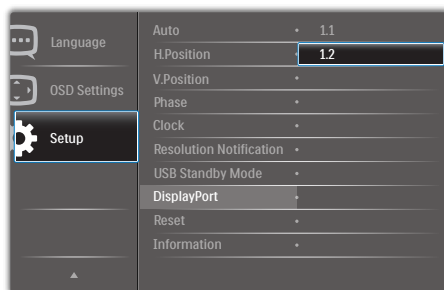 Language
OSD Settings
Setup
Auto
H.Position
V.Position
Phase
Clock
Resolution Notification
USB Standby Mode
DisplayPort
Reset
Information
1.1
1.2